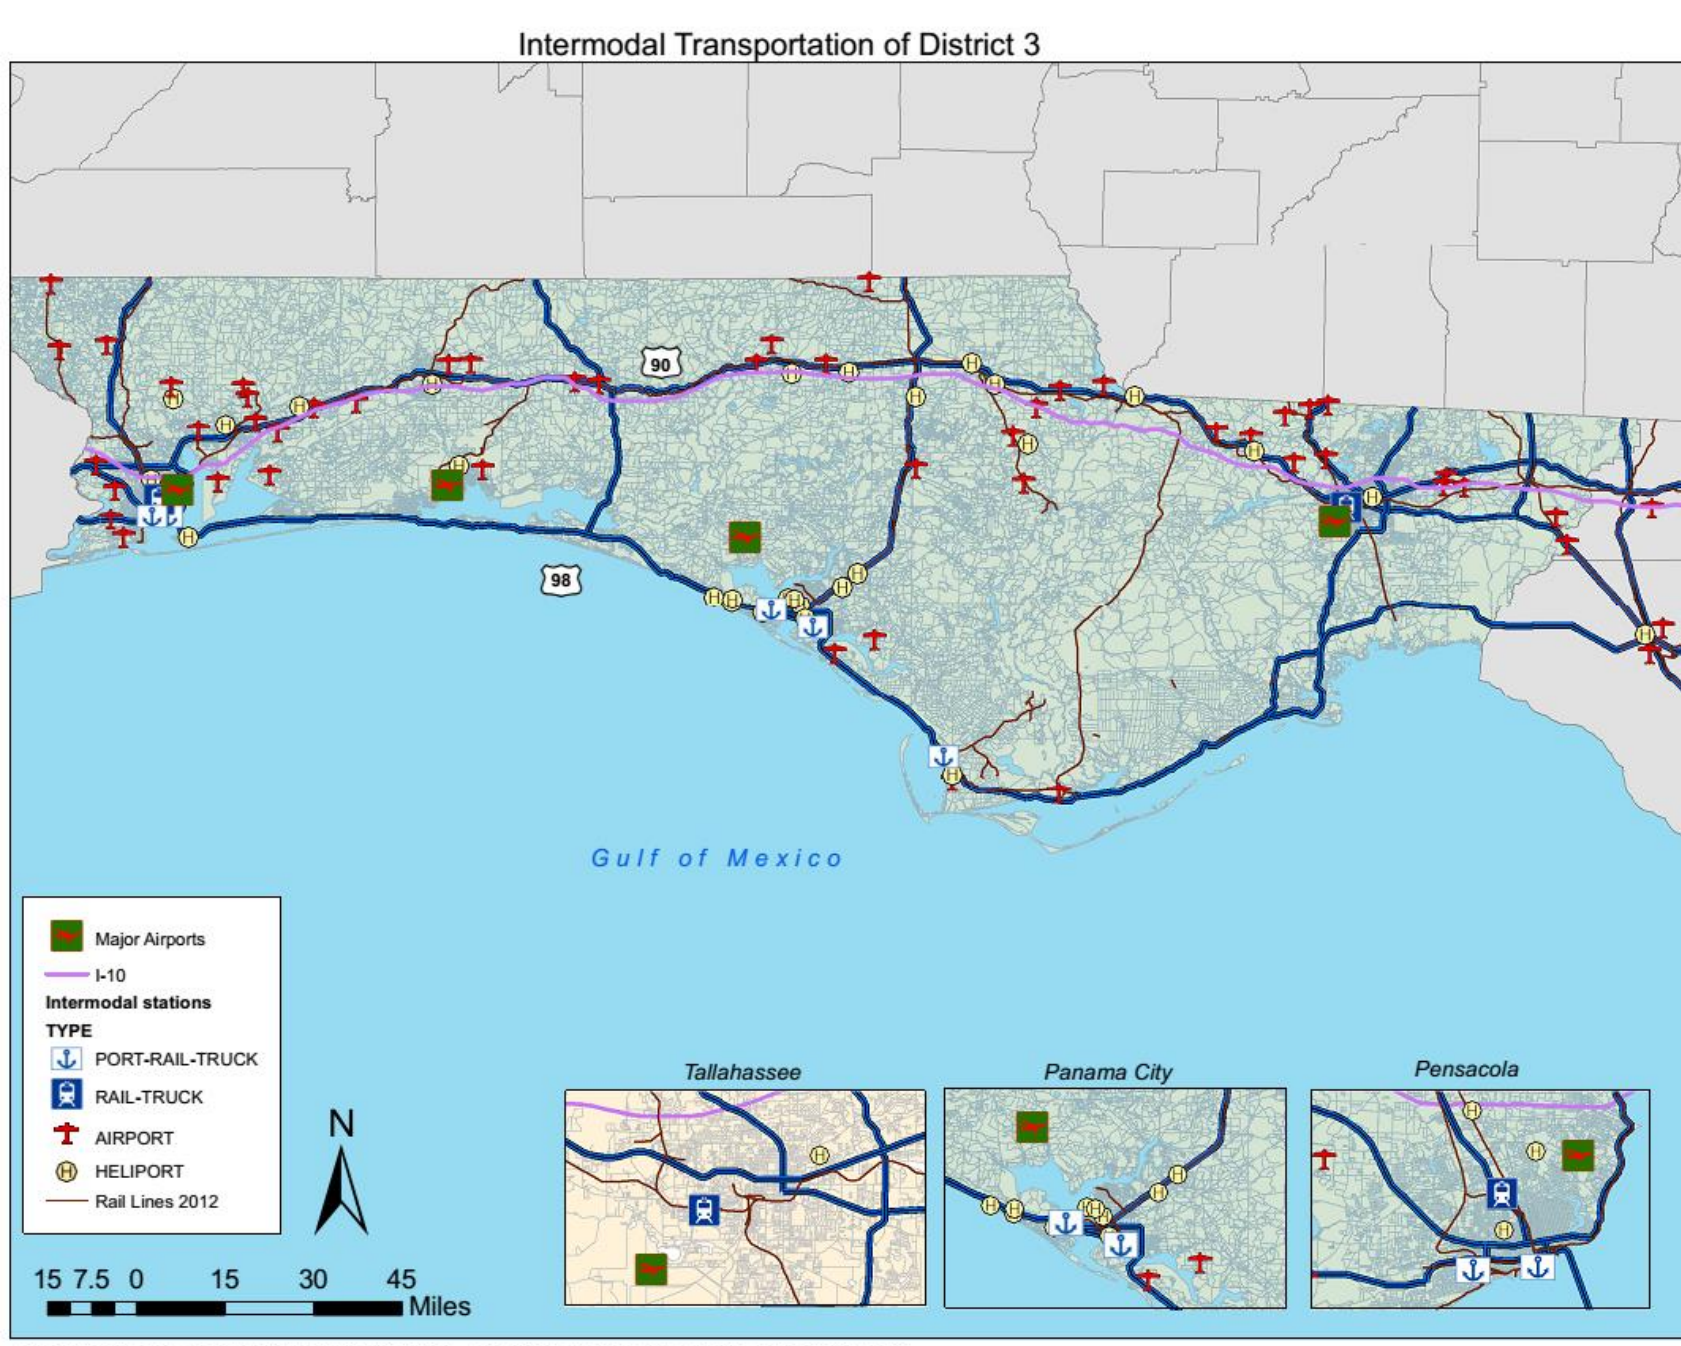 Intermodal Transportation of District 3
90
98
Gulf of Mexico
Major Airports
I-10
Intermodal stations
TYPE
PORT-RAIL-TRUCK
RAIL-TRUCK
AIRPORT
H HELIPORT
Rail Lines 2012
N
15 7.5 0 15 30 45
Miles
Tallahassee
Panama City
Pensacola